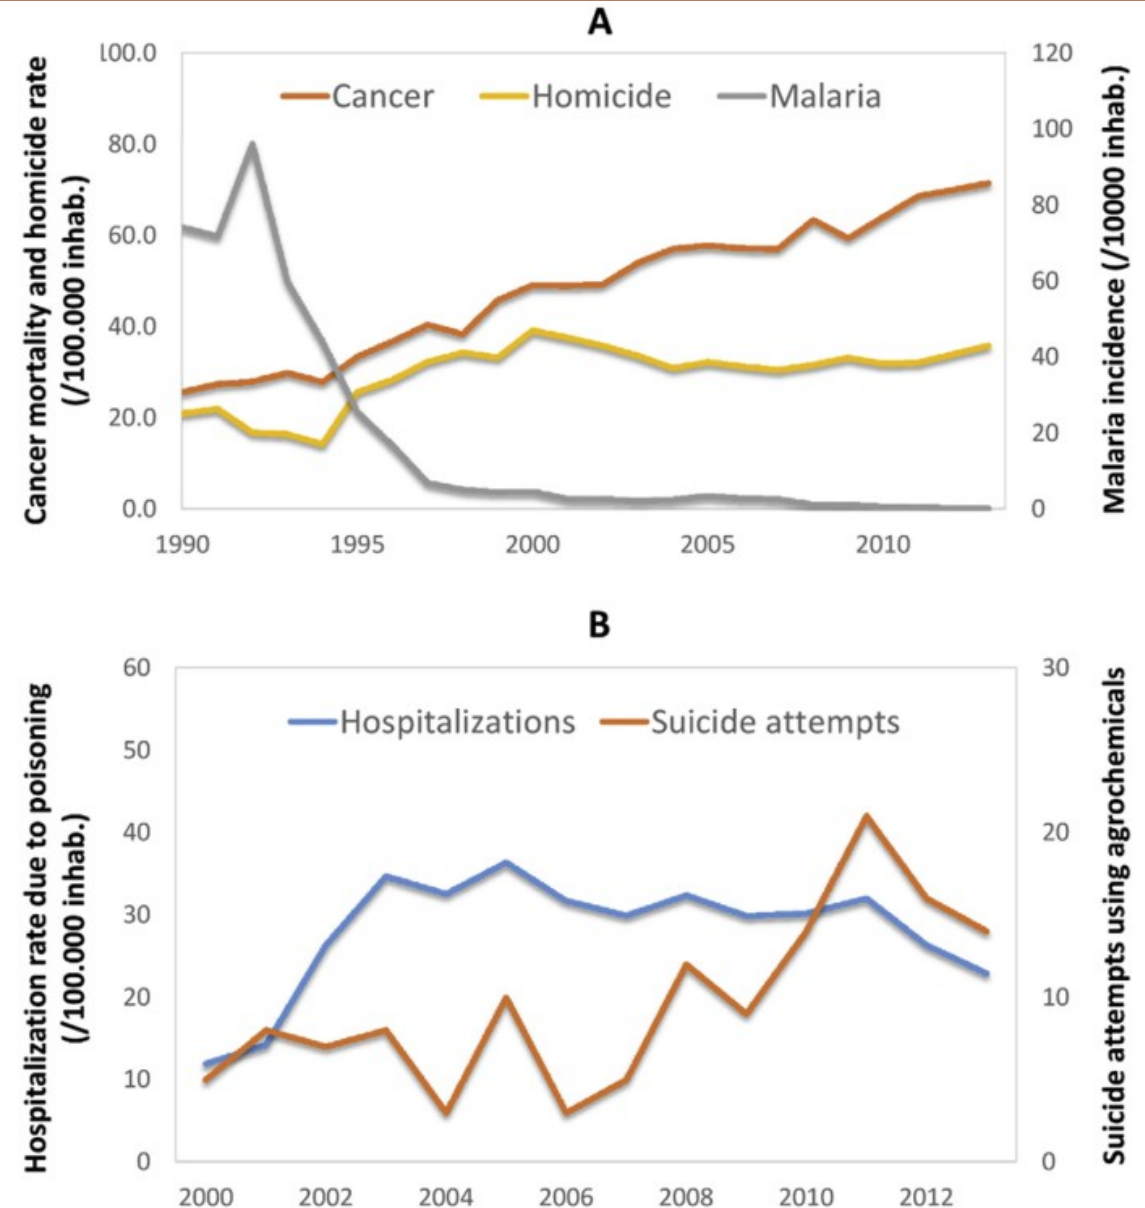 A
Cancer mortality and homicide rate
(/100.000 inhab.)
100.0
80.0
60.0
40.0
20.0
0.0
Cancer
Homicide
Malaria
120
100
80
60
40
20
0
Malaria incidence (/10000 inhab.)
1990
1995
2000
2005
2010
B
Hospitalization rate due to poisoning
(/100.000 inhab.)
60
50
40
30
20
10
0
Hospitalizations
Suicide attempts
30
20
10
0
Suicide attempts using agrochemicals
2000
2002
2004
2006
2008
2010
2012